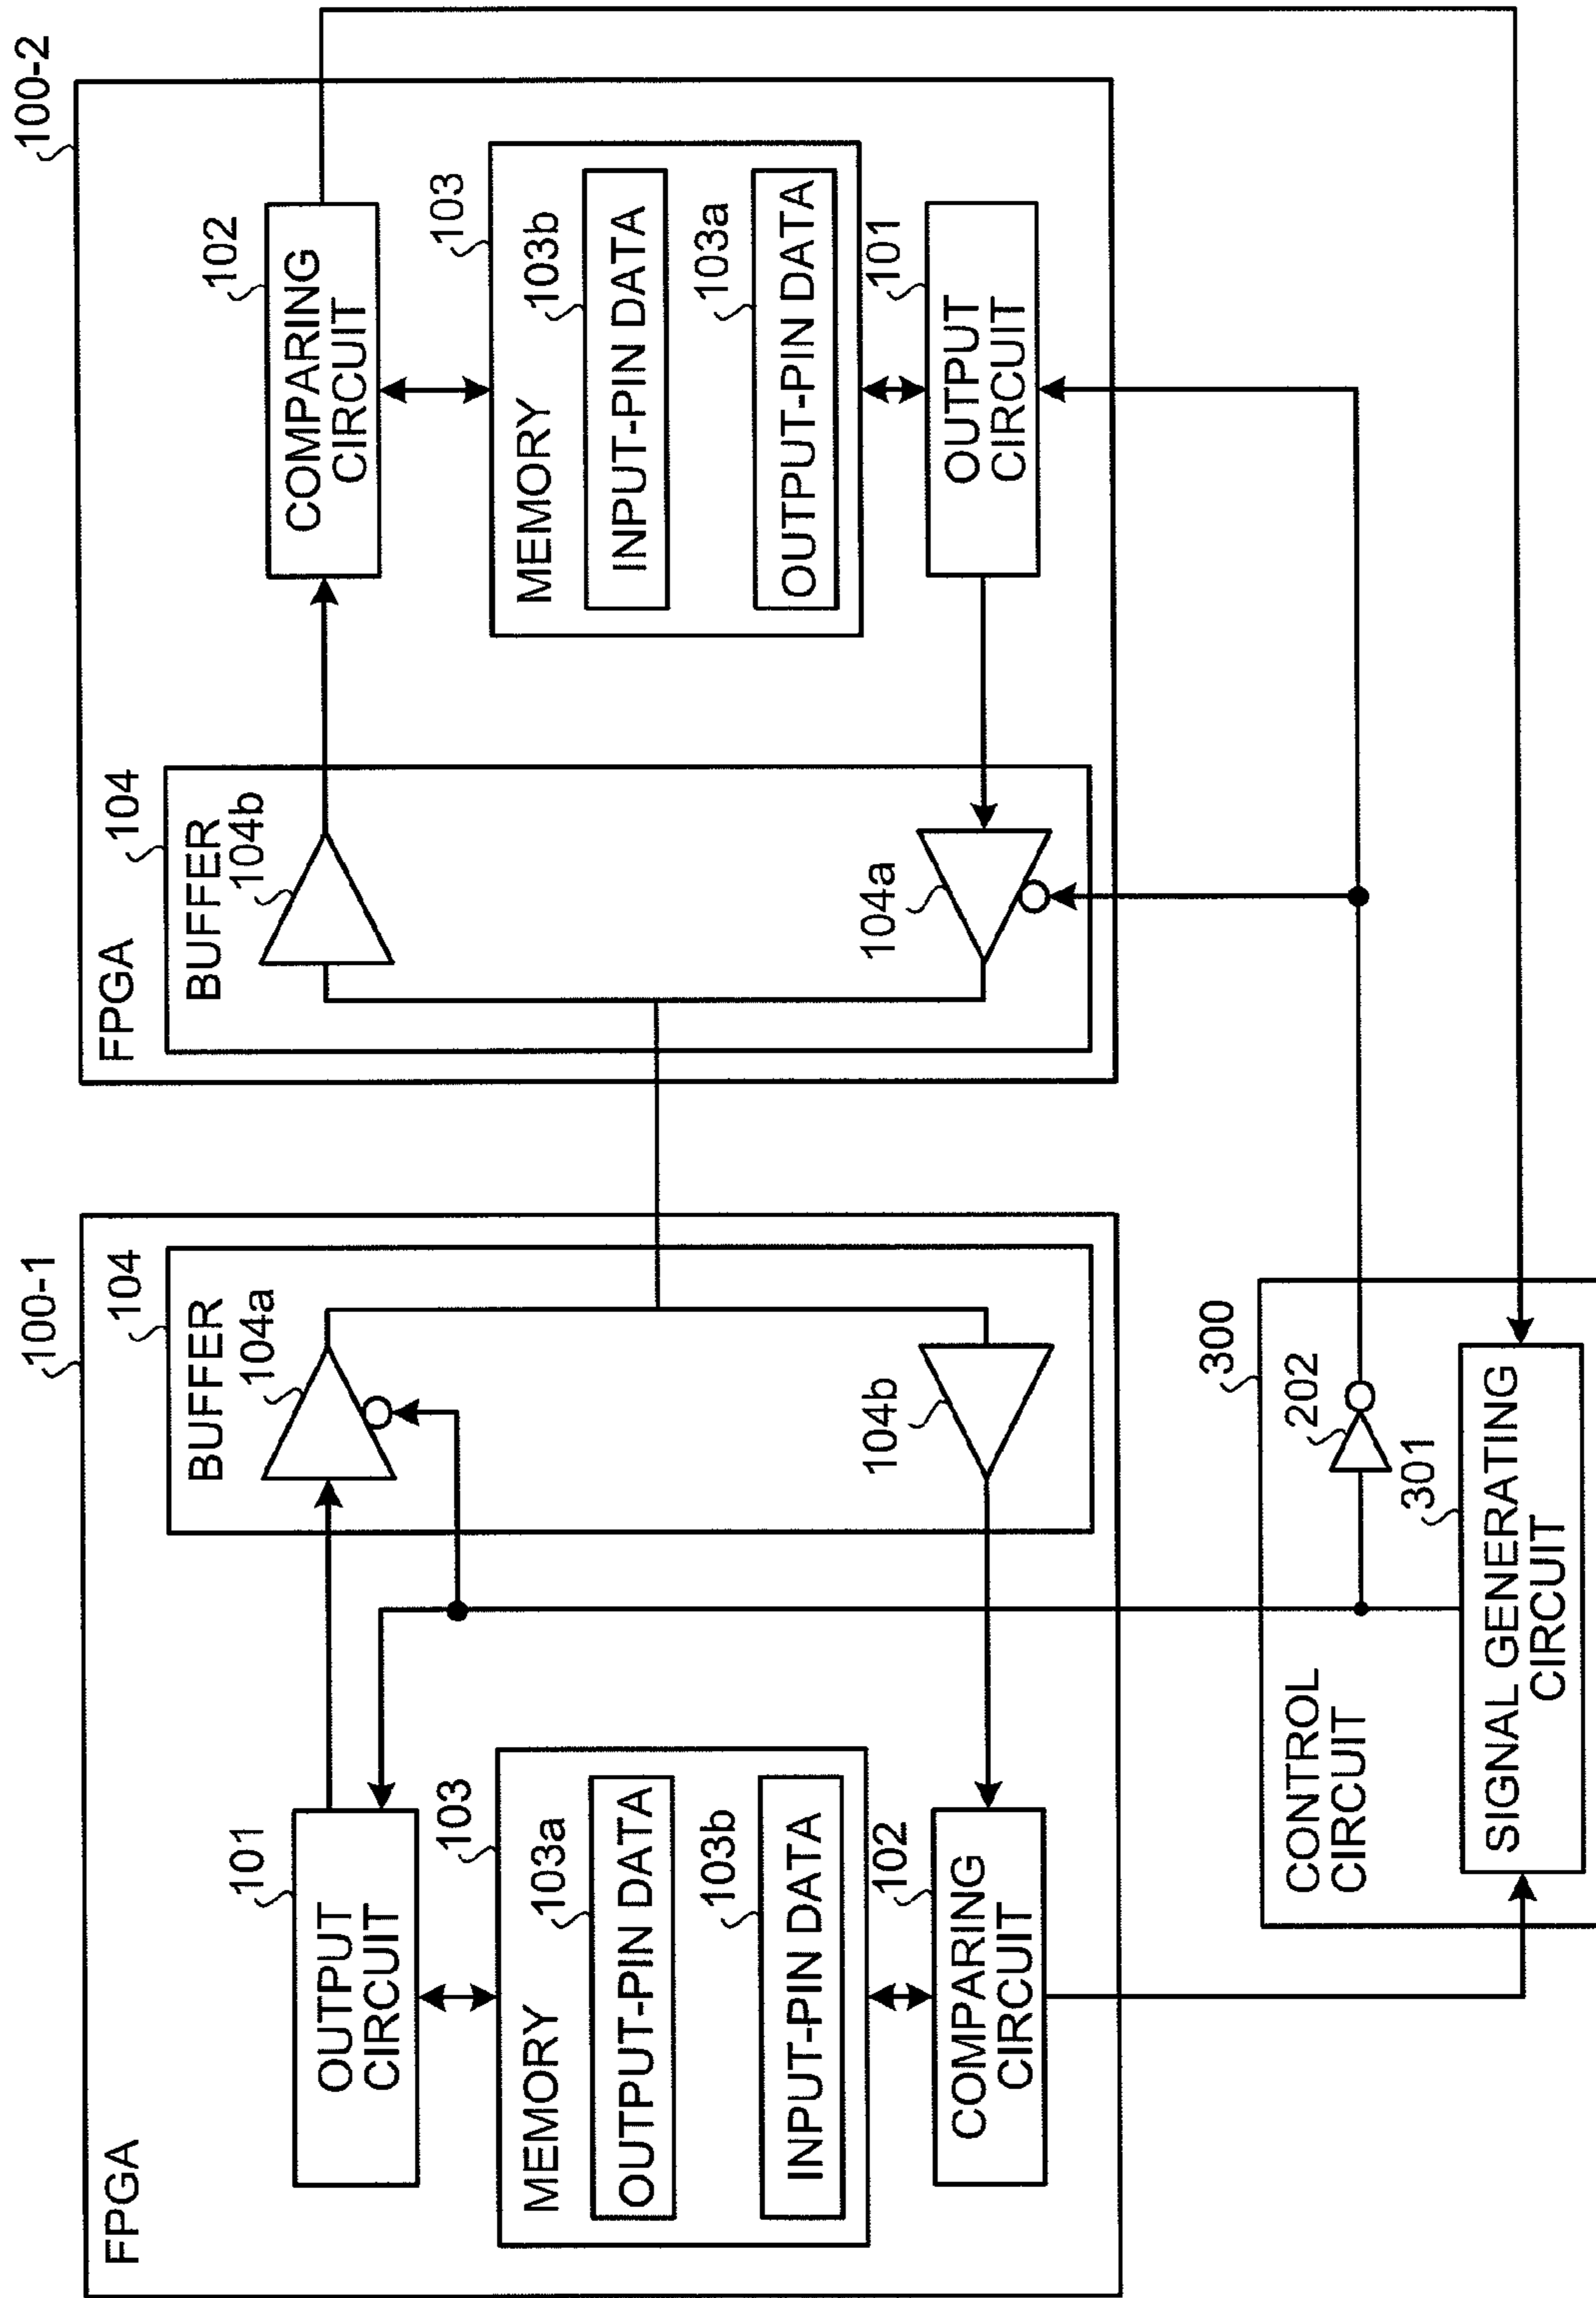 100-1
FPGA
101
OUTPUT
CIRCUIT
103
MEMORY
103a
OUTPUT-PIN DATA
103b
INPUT-PIN DATA
102
COMPARING
CIRCUIT
104
BUFFER
104a
104b
100-2
FPGA
104
BUFFER
104b
104a
102
COMPARING
CIRCUIT
103
MEMORY
103b
INPUT-PIN DATA
103a
OUTPUT-PIN DATA
101
OUTPUT
CIRCUIT
300
CONTROL
CIRCUIT
202
301
SIGNAL GENERATING
CIRCUIT